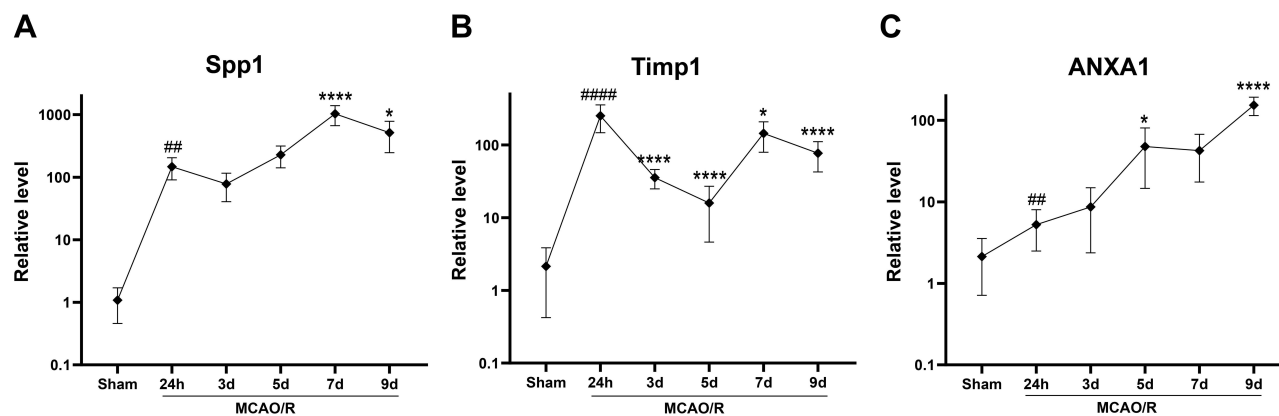 A
Spp1
Relative level
1000
100
10
1
0.1
##
****
*
Sham 24h 3d 5d 7d 9d
MCAO/R
B
Timp1
Relative level
100
10
1
0.1
####
****
****
*
****
Sham 24h 3d 5d 7d 9d
MCAO/R
C
ANXA1
Relative level
100
10
1
0.1
##
*
****
Sham 24h 3d 5d 7d 9d
MCAO/R